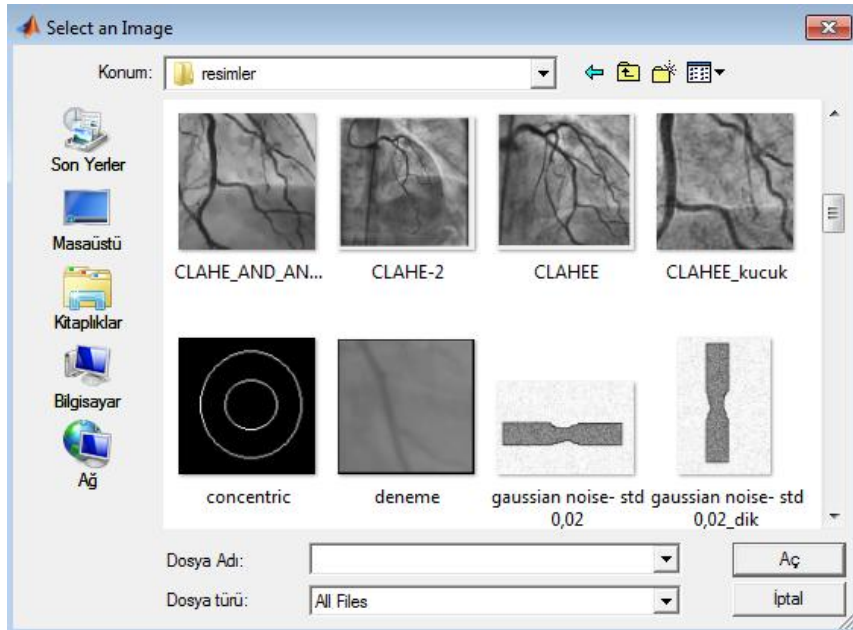 Select an Image
Konum:
resimler
Son Yerler
Masaüstü
Kitaplıklar
Bilgisayar
Ağ
CLAHE_AND_AN...
CLAHE-2
CLAHEE
CLAHEE_kucuk
concentric
deneme
gaussian noise- std
0,02
gaussian noise- std
0,02_dik
Dosya Adı:
Aç
Dosya türü:
All Files
İptal